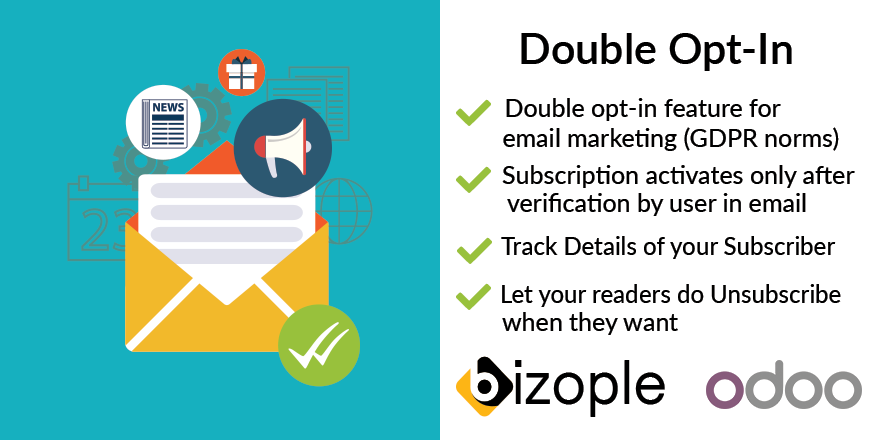 NEWS
23
Double Opt-In
Double opt-in feature for
email marketing (GDPR norms)
Subscription activates only after
verification by user in email
Track Details of your Subscriber
Let your readers do Unsubscribe
when they want
bizople
odoo